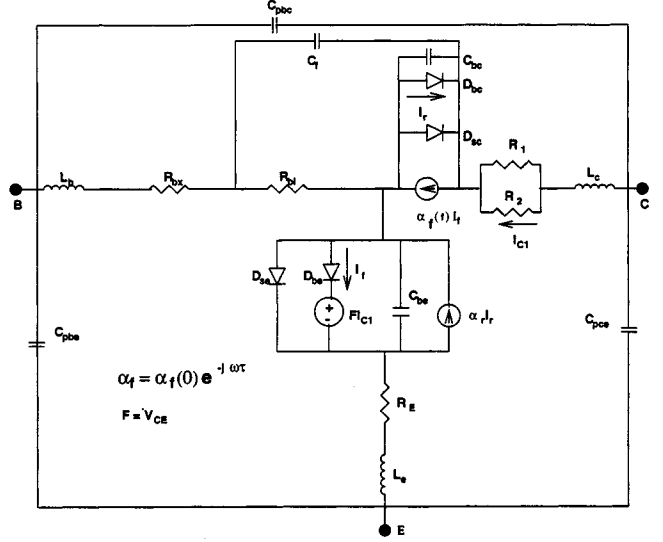 C_pbc
C_f
C_bc
D_bc
I_r
D_sc
R_1
L_b
R_bx
R_bi
R_2
L_c
B
C
α_f(f) I_f
I_C1
D_se
D_be
I_f
C_be
FI_C1
α_r I_r
C_pbe
C_pce
α_f = α_f(0) e^{-j ωτ}
F = V_CE
R_E
L_e
E